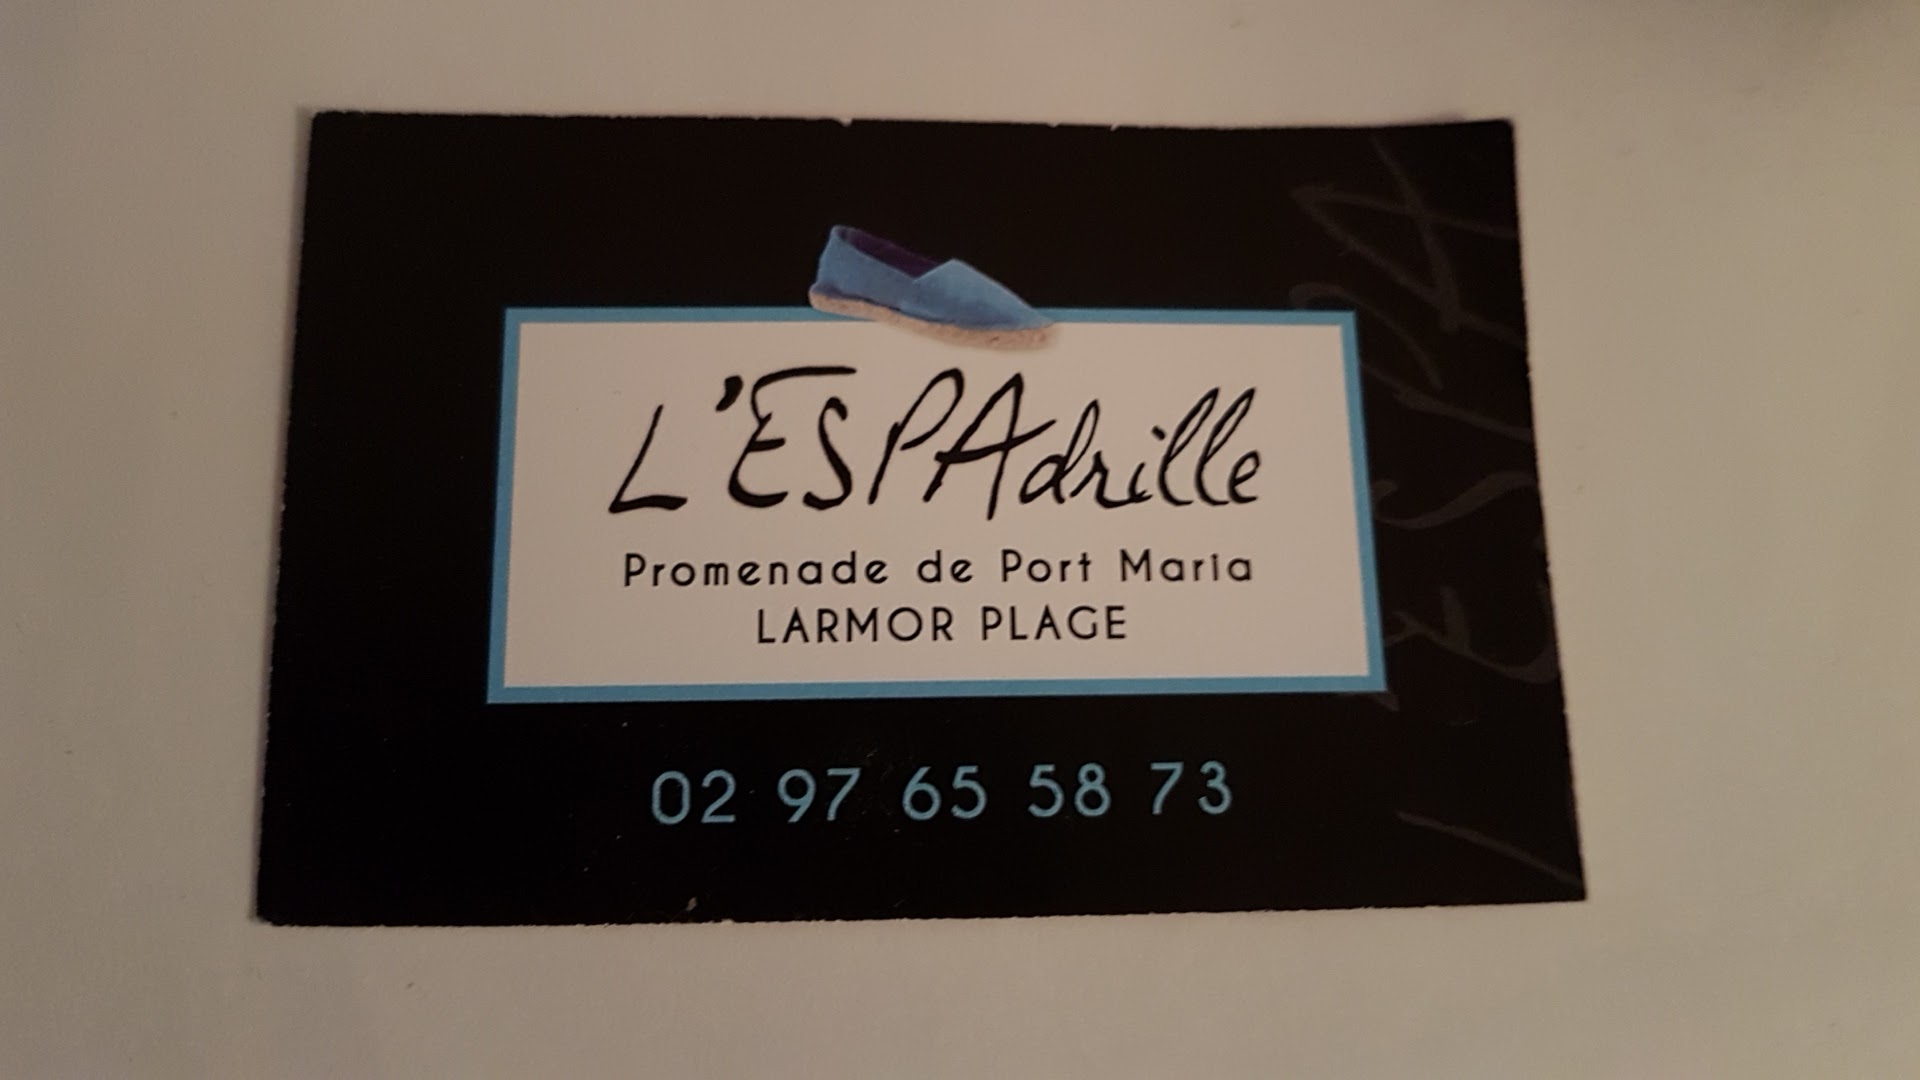 L'ESPAdrille
Promenade de Port Maria
LARMOR PLAGE
02 97 65 58 73